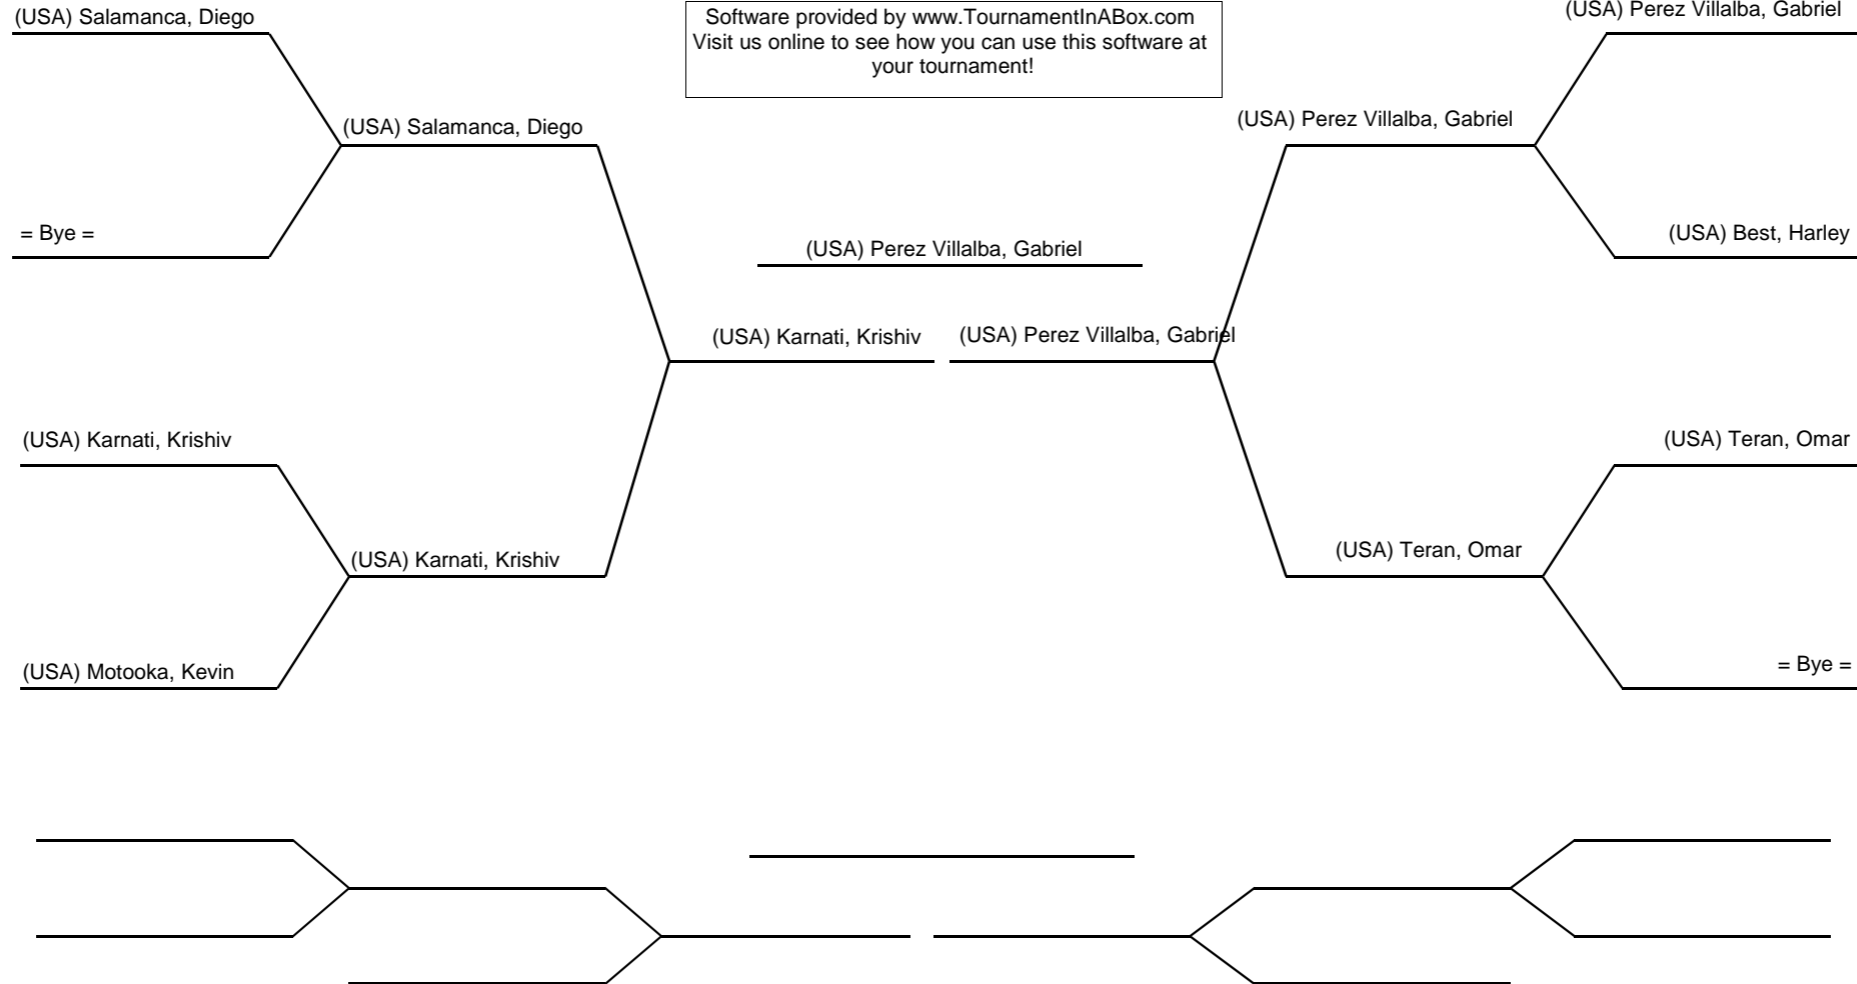 (USA) Salamanca, Diego
Software provided by www.TournamentInABox.com
Visit us online to see how you can use this software at
your tournament!
(USA) Perez Villalba, Gabriel
(USA) Salamanca, Diego
(USA) Perez Villalba, Gabriel
= Bye =
(USA) Perez Villalba, Gabriel
(USA) Best, Harley
(USA) Karnati, Krishiv
(USA) Perez Villalba, Gabriel
(USA) Karnati, Krishiv
(USA) Teran, Omar
(USA) Karnati, Krishiv
(USA) Teran, Omar
(USA) Motooka, Kevin
= Bye =